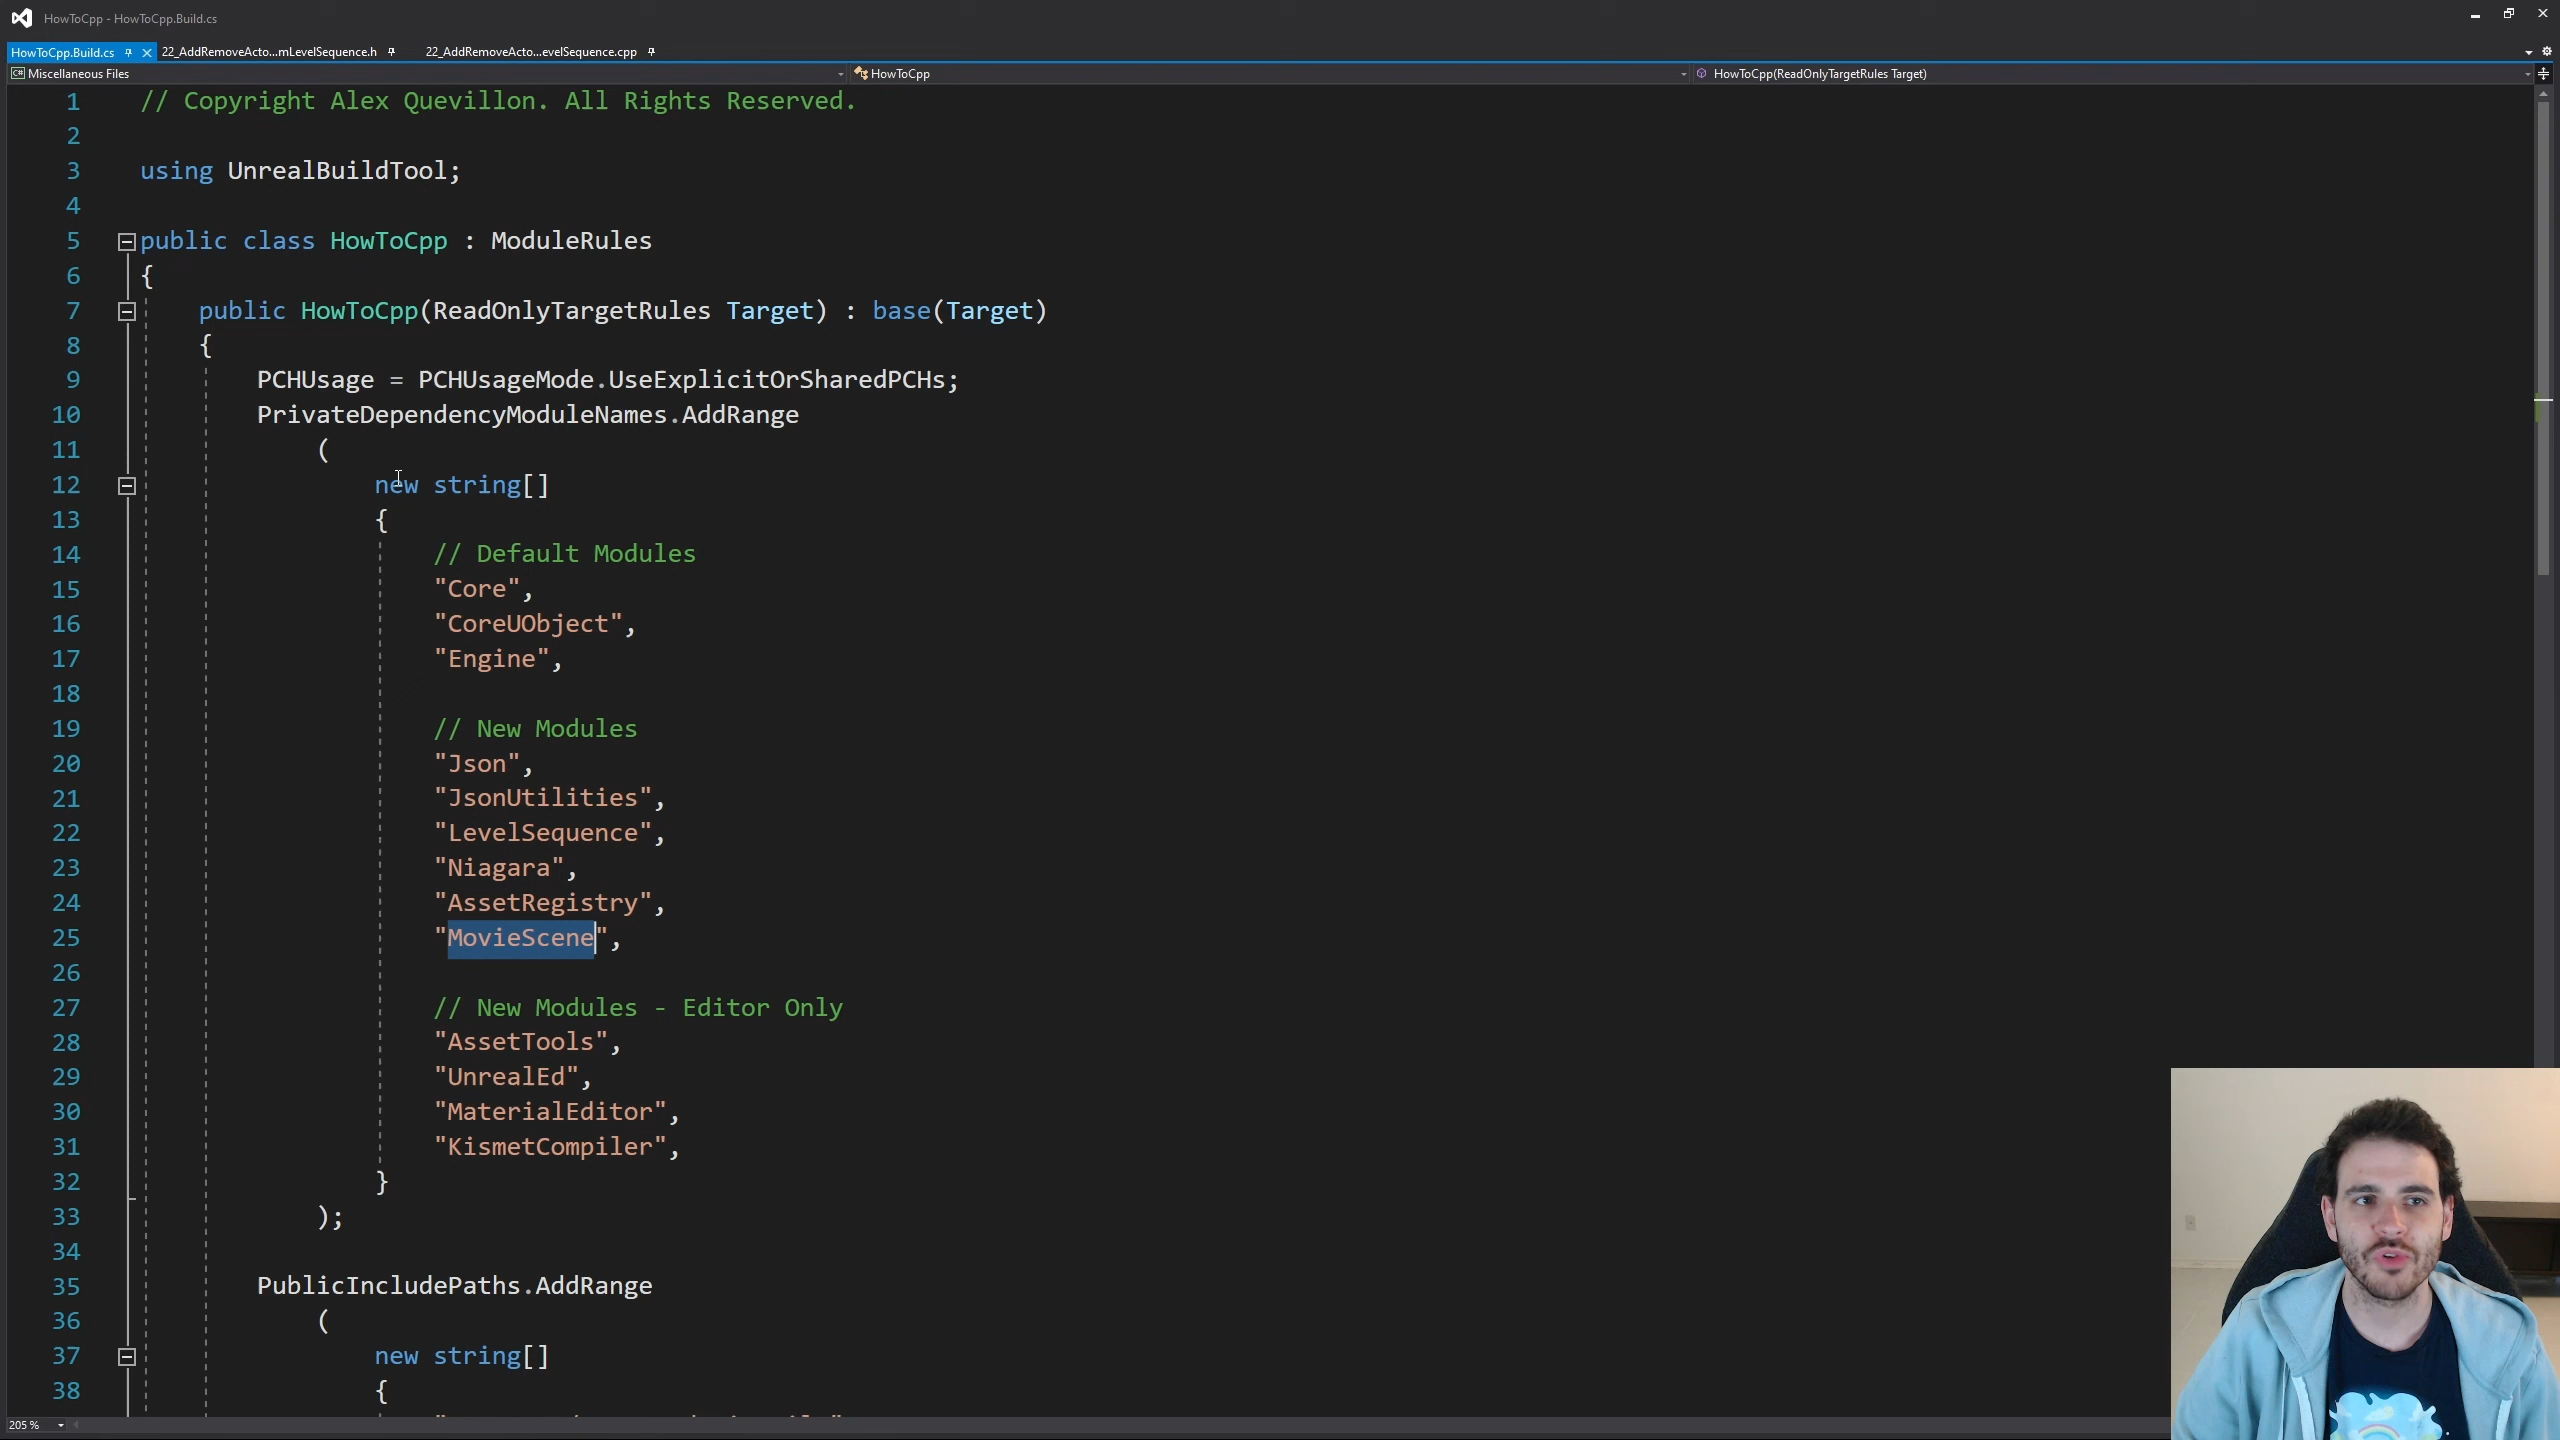 HowToCpp - HowToCpp.Build.cs
HowToCpp.Build.cs 22_AddRemoveActo...mLevelSequence.h 22_AddRemoveActo...evelSequence.cpp
C# Miscellaneous Files HowToCpp HowToCpp(ReadOnlyTargetRules Target)
1 // Copyright Alex Quevillon. All Rights Reserved.
2
3 using UnrealBuildTool;
4
5 public class HowToCpp : ModuleRules
6 {
7 public HowToCpp(ReadOnlyTargetRules Target) : base(Target)
8 {
9 PCHUsage = PCHUsageMode.UseExplicitOrSharedPCHs;
10 PrivateDependencyModuleNames.AddRange
11 (
12 new string[]
13 {
14 // Default Modules
15 "Core",
16 "CoreUObject",
17 "Engine",
18
19 // New Modules
20 "Json",
21 "JsonUtilities",
22 "LevelSequence",
23 "Niagara",
24 "AssetRegistry",
25 "MovieScene",
26
27 // New Modules - Editor Only
28 "AssetTools",
29 "UnrealEd",
30 "MaterialEditor",
31 "KismetCompiler",
32 }
33 );
34
35 PublicIncludePaths.AddRange
36 (
37 new string[]
38 {
205 %